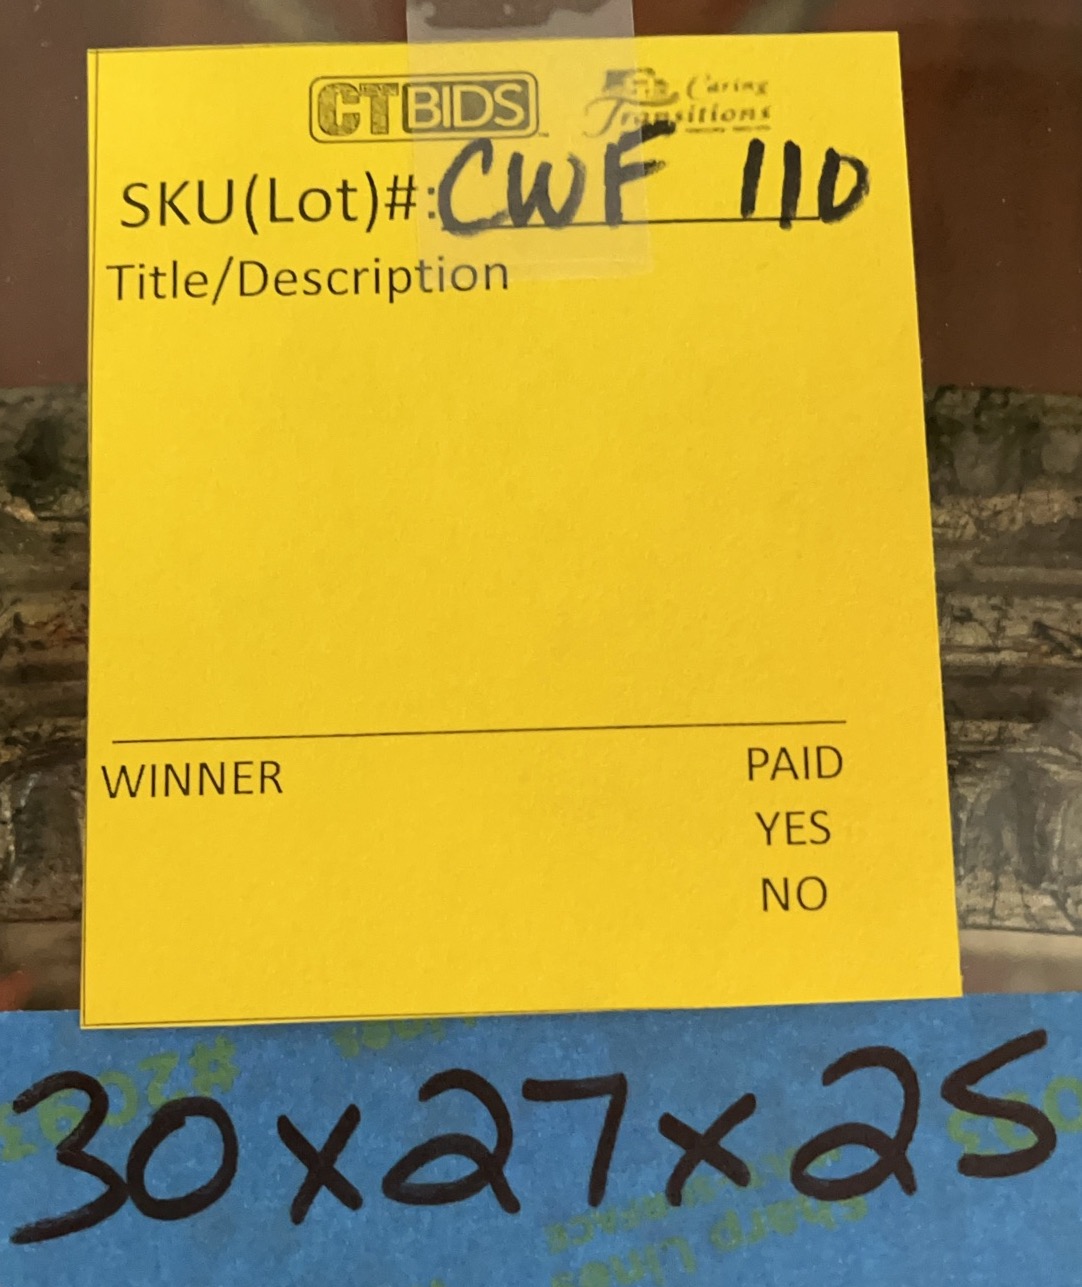 CTBIDS Caring Transitions
SKU(Lot)#: CWF 110
Title/Description
WINNER PAID
YES
NO
30x27x25